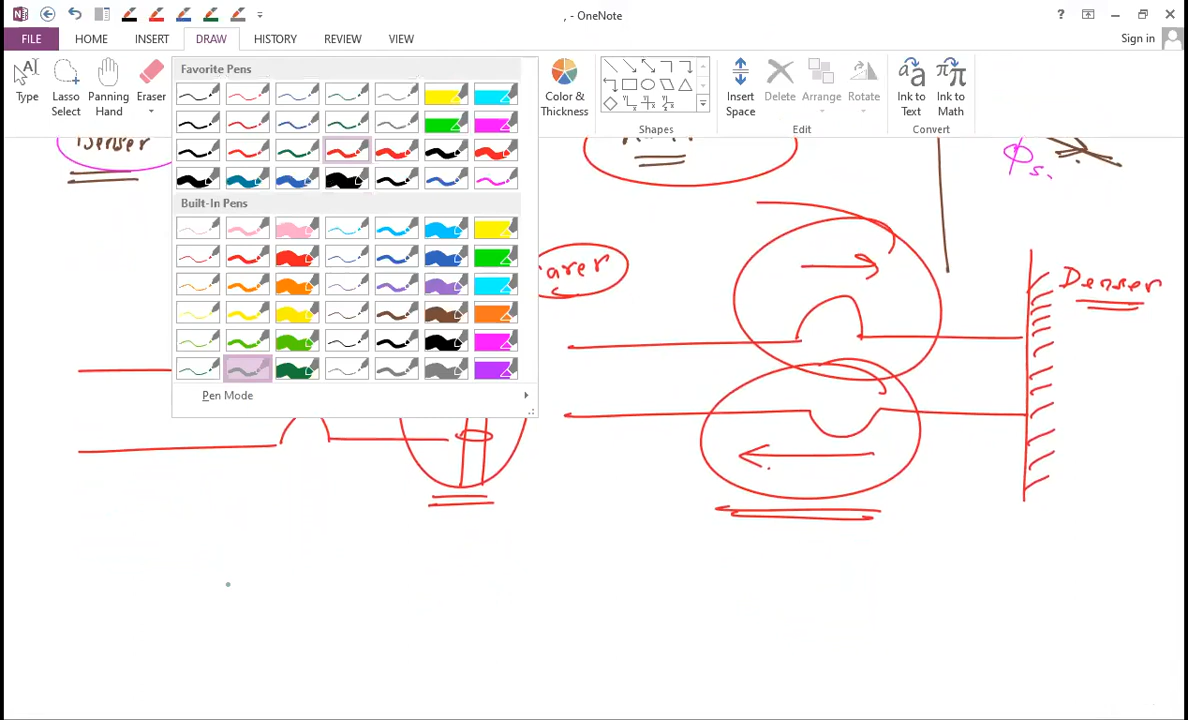 , - OneNote
Sign in
FILE HOME INSERT DRAW HISTORY REVIEW VIEW
Type
Lasso Select
Panning Hand
Eraser
Favorite Pens
Built-In Pens
Pen Mode
Color & Thickness
Shapes
Insert Space
Delete
Arrange
Rotate
Edit
Ink to Text
Ink to Math
Convert
Denser
φs.
arer
Denser